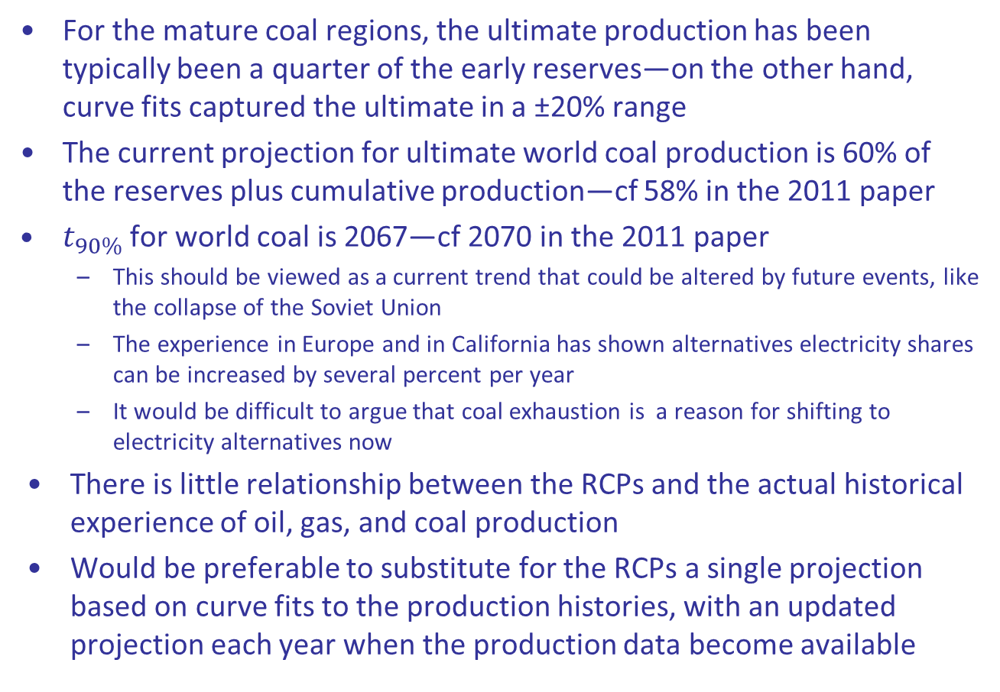 • For the mature coal regions, the ultimate production has been
typically been a quarter of the early reserves—on the other hand,
curve fits captured the ultimate in a ±20% range
• The current projection for ultimate world coal production is 60% of
the reserves plus cumulative production—cf 58% in the 2011 paper
• t90% for world coal is 2067—cf 2070 in the 2011 paper
– This should be viewed as a current trend that could be altered by future events, like
the collapse of the Soviet Union
– The experience in Europe and in California has shown alternatives electricity shares
can be increased by several percent per year
– It would be difficult to argue that coal exhaustion is a reason for shifting to
electricity alternatives now
• There is little relationship between the RCPs and the actual historical
experience of oil, gas, and coal production
• Would be preferable to substitute for the RCPs a single projection
based on curve fits to the production histories, with an updated
projection each year when the production data become available